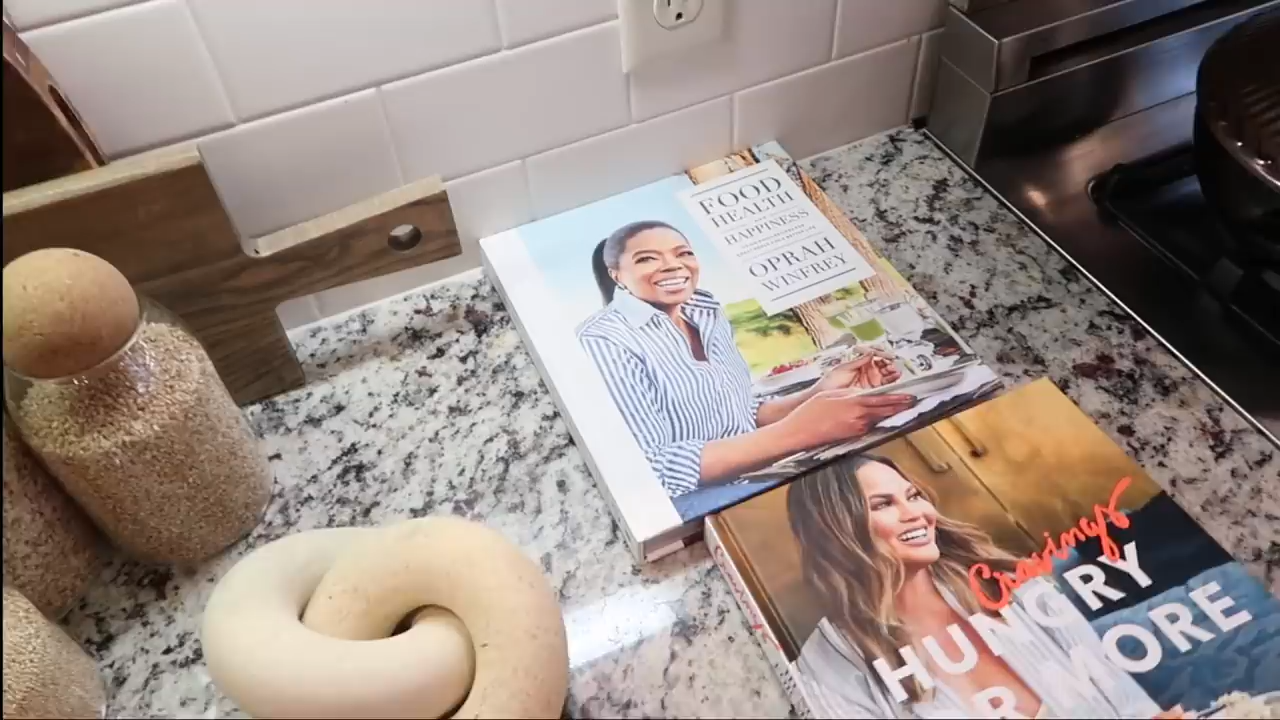 FOOD
HEALTH
HAPPINESS
OPRAH
WINFREY
Cravings
HUNGRY
R MORE